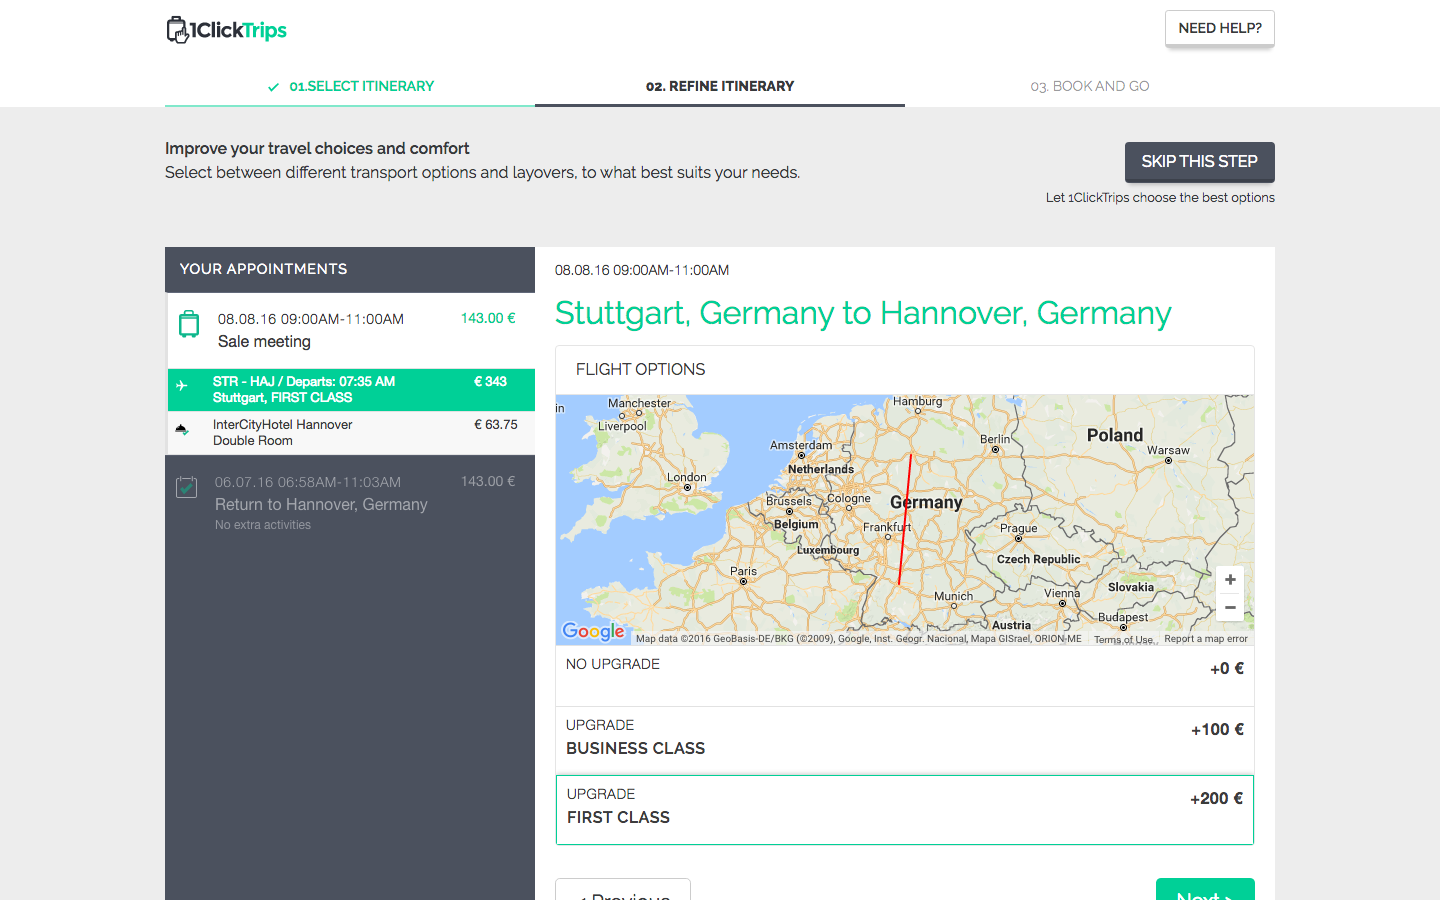 1ClickTrips
NEED HELP?
01.SELECT ITINERARY
02. REFINE ITINERARY
03. BOOK AND GO
Improve your travel choices and comfort
Select between different transport options and layovers, to what best suits your needs.
SKIP THIS STEP
Let 1ClickTrips choose the best options
YOUR APPOINTMENTS
08.08.16 09:00AM-11:00AM
143.00 €
Sale meeting
STR - HAJ / Departs: 07:35 AM
€ 343
Stuttgart, FIRST CLASS
InterCityHotel Hannover
€ 63.75
Double Room
06.07.16 06:58AM-11:03AM
143.00 €
Return to Hannover, Germany
No extra activities
08.08.16 09:00AM-11:00AM
Stuttgart, Germany to Hannover, Germany
FLIGHT OPTIONS
in
Manchester
Liverpool
Hamburg
Amsterdam
Berlin
Poland
Warsaw
Netherlands
London
Brussels
Cologne
Germany
Belgium
Frankfurt
Prague
Luxembourg
Czech Republic
Paris
Munich
Vienna
Slovakia
Budapest
Austria
+
−
Google
Map data ©2016 GeoBasis-DE/BKG (©2009), Google, Inst. Geogr. Nacional, Mapa GISrael, ORION-ME
Terms of Use
Report a map error
NO UPGRADE
+0 €
UPGRADE
+100 €
BUSINESS CLASS
UPGRADE
+200 €
FIRST CLASS
< Previous
Next >